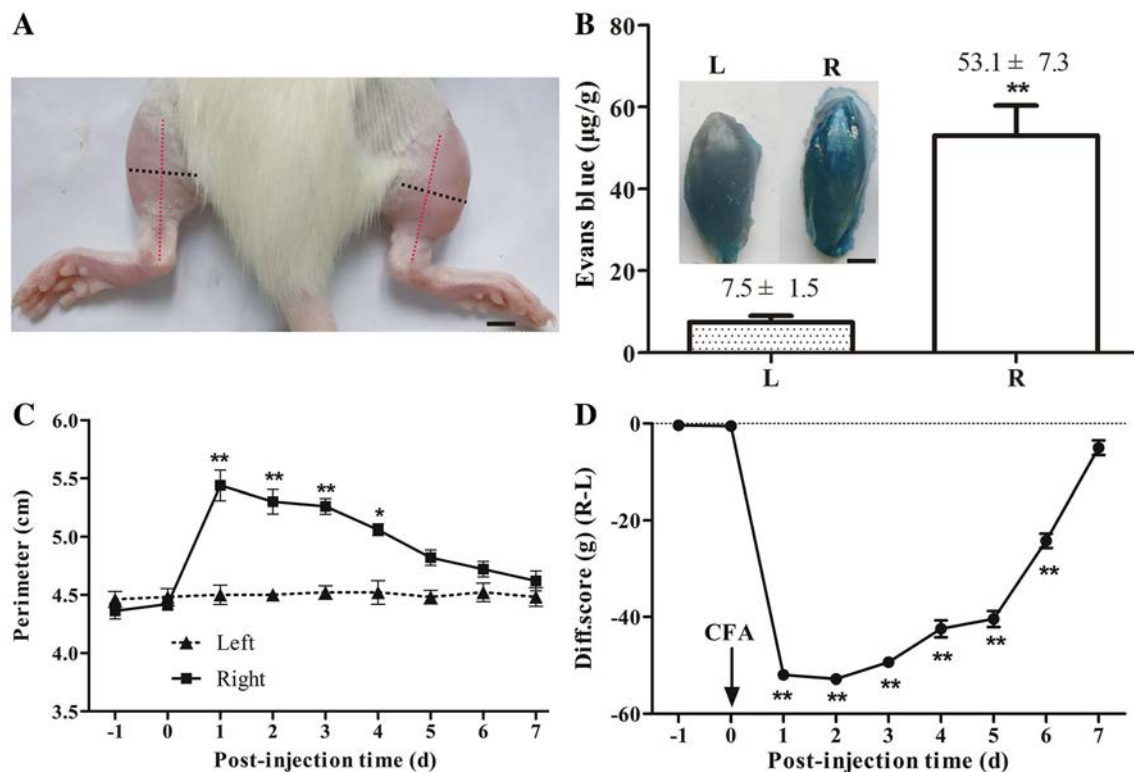 A
B
80
60
40
20
0
Evans blue (µg/g)
L
R
53.1 ± 7.3
**
7.5 ± 1.5
L
R
C
6.0
5.5
5.0
4.5
4.0
3.5
Perimeter (cm)
**
**
**
*
Left
Right
-1 0 1 2 3 4 5 6 7
Post-injection time (d)
D
0
-20
-40
-60
Diff.score (g) (R-L)
CFA
**
**
**
**
**
**
-1 0 1 2 3 4 5 6 7
Post-injection time (d)